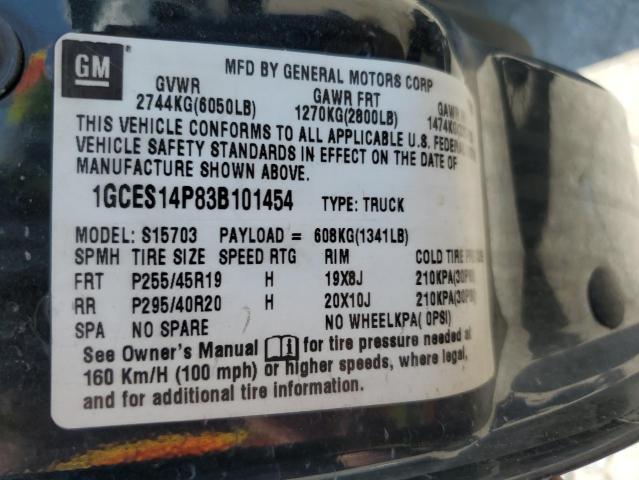 GM
MFD BY GENERAL MOTORS CORP
GVWR GAWR FRT GAWR
2744KG(6050LB) 1270KG(2800LB)
THIS VEHICLE CONFORMS TO ALL APPLICABLE U.S. FEDERAL
VEHICLE SAFETY STANDARDS IN EFFECT ON THE DATE OF
MANUFACTURE SHOWN ABOVE.
1GCES14P83B101454 TYPE: TRUCK
MODEL: S15703 PAYLOAD = 608KG(1341LB)
SPMH TIRE SIZE SPEED RTG RIM COLD TIRE
FRT P255/45R19 H 19X8J 210KPA(30PSI)
RR P295/40R20 H 20X10J 210KPA(30PSI)
SPA NO SPARE NO WHEELKPA( 0PSI)
See Owner's Manual for tire pressure needed at
160 Km/H (100 mph) or higher speeds, where legal,
and for additional tire information.